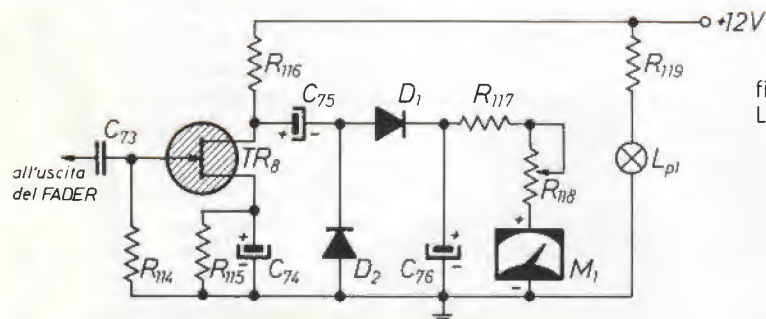 +12V
R116
R119
C75
D1
R117
C73
TR8
R118
Lp1
all'uscita
del FADER
R114
R115
C74
D2
C76
M1
fi
L
+
-
+
-
+
-
+
-